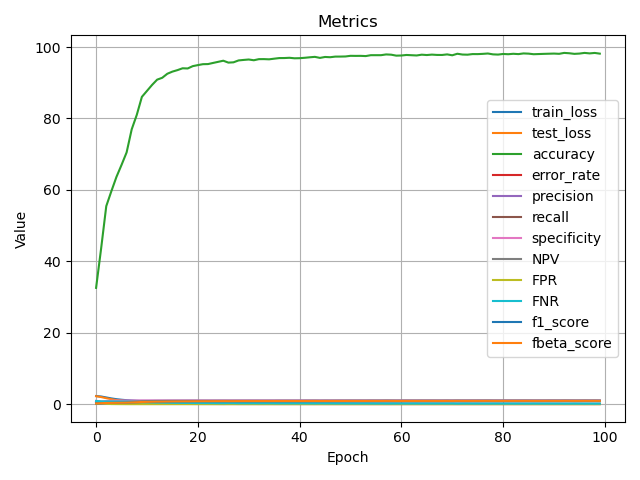 Metrics
100
80
60
40
20
0
Value
train_loss
test_loss
accuracy
error_rate
precision
recall
specificity
NPV
FPR
FNR
f1_score
fbeta_score
0 20 40 60 80 100
Epoch